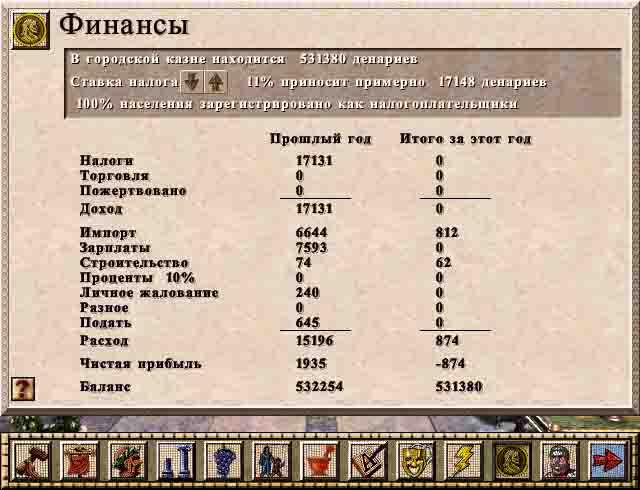 Финансы
В городской казне находится 531380 денариев
Ставка налога 11% приносит примерно 17148 денариев
100% населения зарегистрировано как налогоплательщики
Прошлый год Итого за этот год
Налоги 17131 0
Торговля 0 0
Пожертвовано 0 0
Доход 17131 0
Импорт 6644 812
Зарплаты 7593 0
Строительство 74 62
Проценты 10% 0 0
Личное жалование 240 0
Разное 0 0
Подать 645 0
Расход 15196 874
Чистая прибыль 1935 -874
Баланс 532254 531380
?